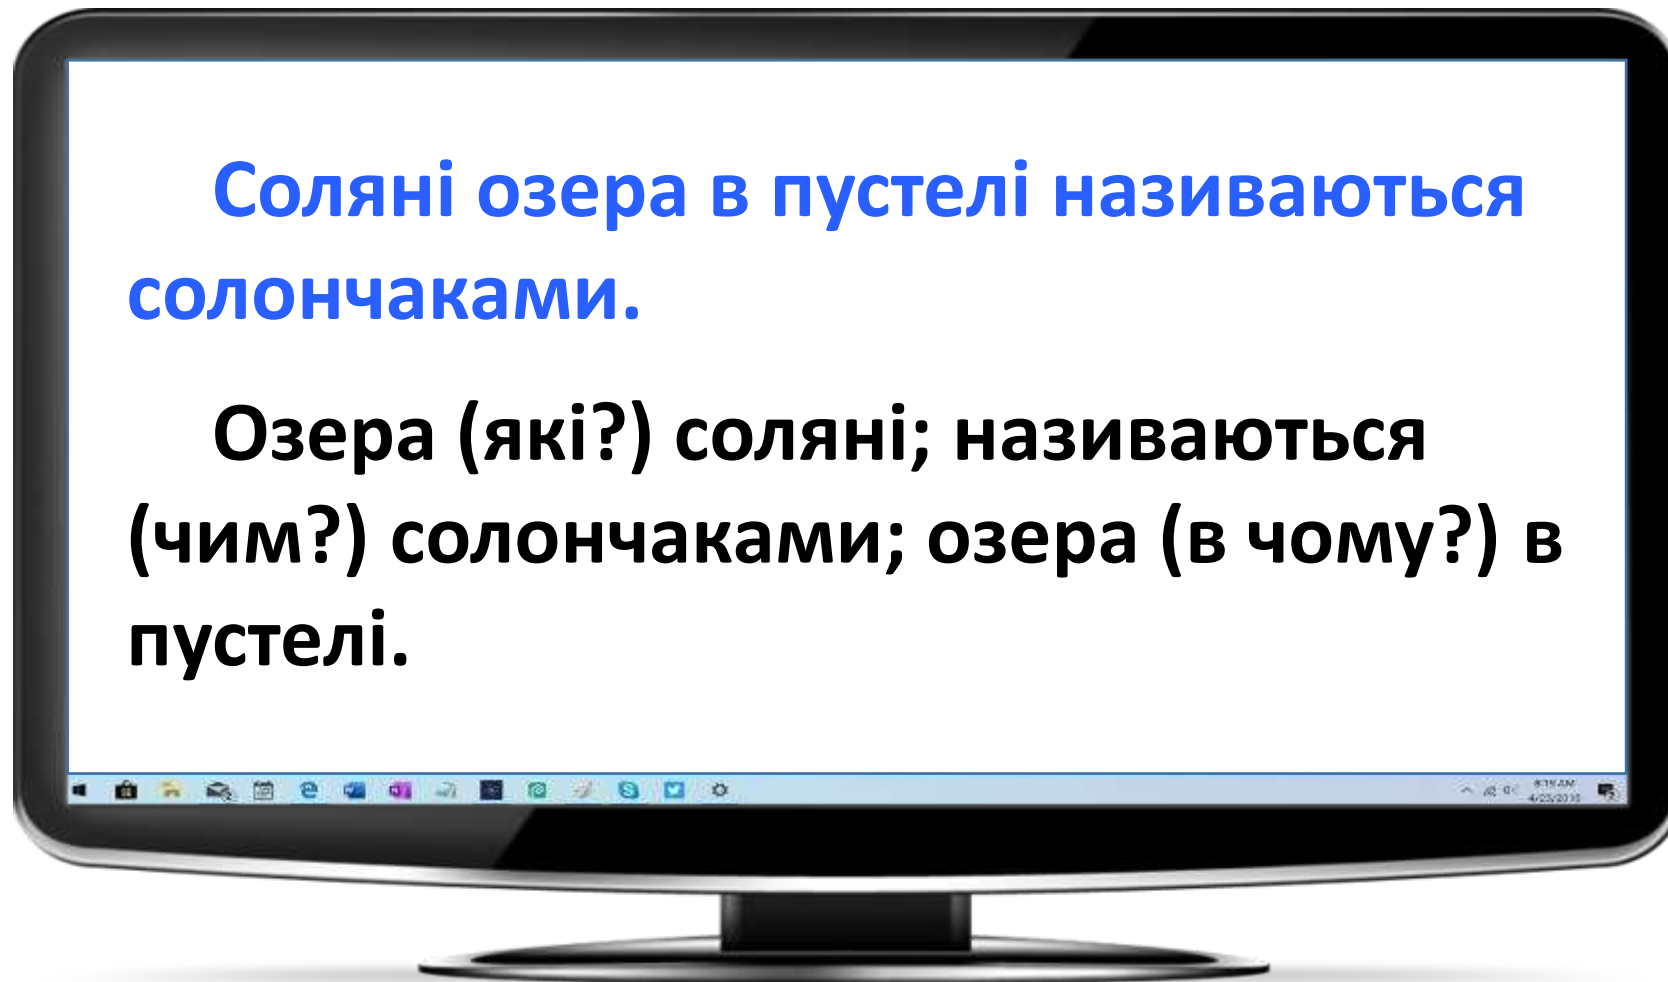 Соляні озера в пустелі називаються
солончаками.
Озера (які?) соляні; називаються
(чим?) солончаками; озера (в чому?) в
пустелі.